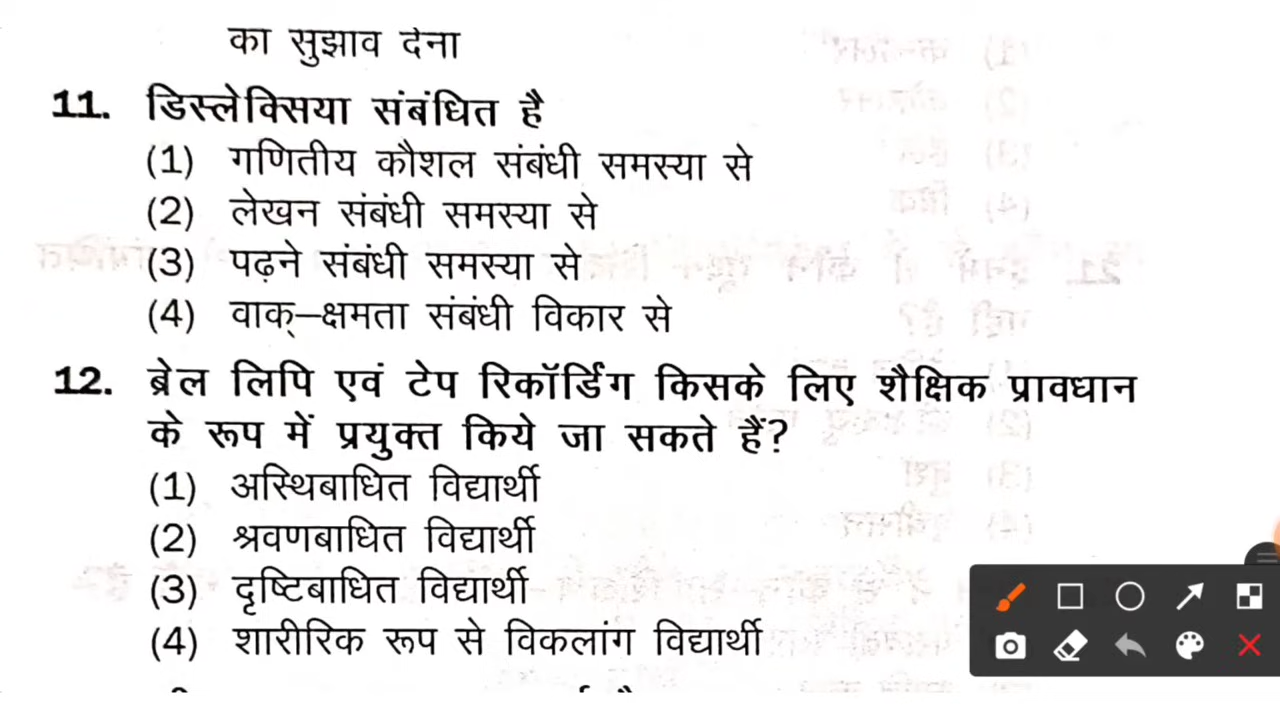 का सुझाव देना
11. डिस्लेक्सिया संबंधित है
(1) गणितीय कौशल संबंधी समस्या से
(2) लेखन संबंधी समस्या से
(3) पढ़ने संबंधी समस्या से
(4) वाक्–क्षमता संबंधी विकार से
12. ब्रेल लिपि एवं टेप रिकॉर्डिंग किसके लिए शैक्षिक प्रावधान
के रूप में प्रयुक्त किये जा सकते हैं?
(1) अस्थिबाधित विद्यार्थी
(2) श्रवणबाधित विद्यार्थी
(3) दृष्टिबाधित विद्यार्थी
(4) शारीरिक रूप से विकलांग विद्यार्थी